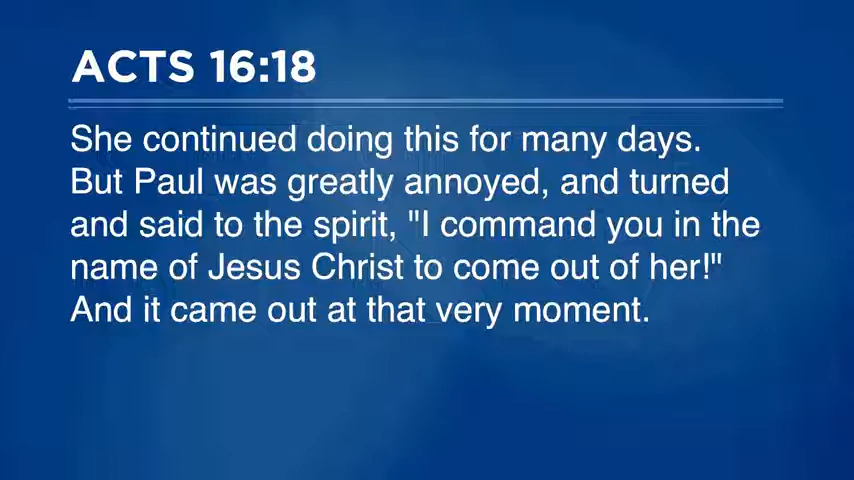 ACTS 16:18
She continued doing this for many days.
But Paul was greatly annoyed, and turned
and said to the spirit, "I command you in the
name of Jesus Christ to come out of her!"
And it came out at that very moment.